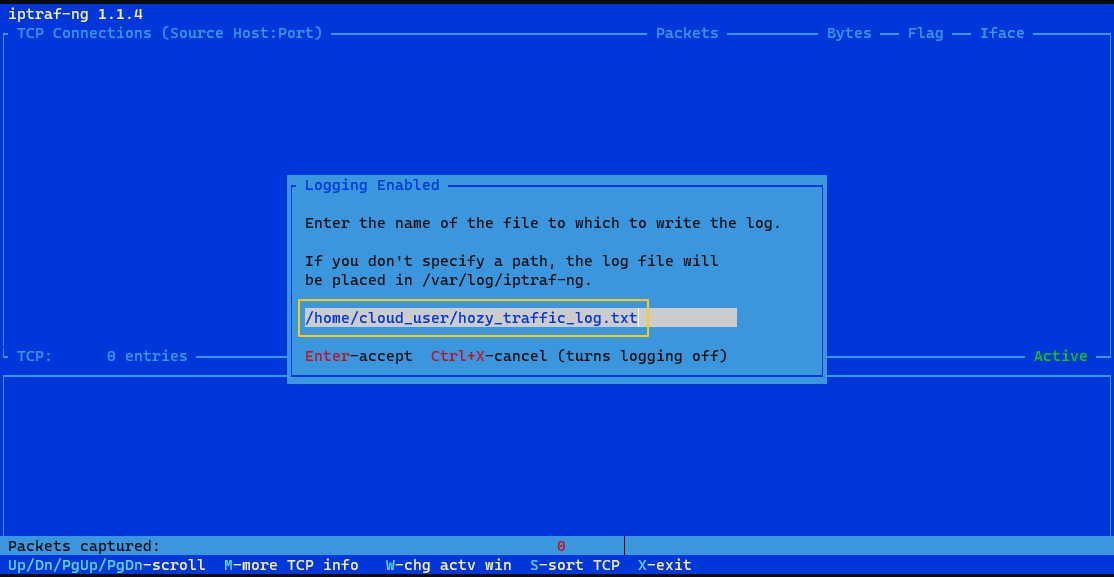 iptraf-ng 1.1.4
TCP Connections (Source Host:Port) Packets Bytes Flag Iface
Logging Enabled
Enter the name of the file to which to write the log.
If you don't specify a path, the log file will
be placed in /var/log/iptraf-ng.
/home/cloud_user/hozy_traffic_log.txt
Enter-accept Ctrl+X-cancel (turns logging off)
TCP: 0 entries Active
Packets captured: 0
Up/Dn/PgUp/PgDn-scroll M-more TCP info W-chg actv win S-sort TCP X-exit